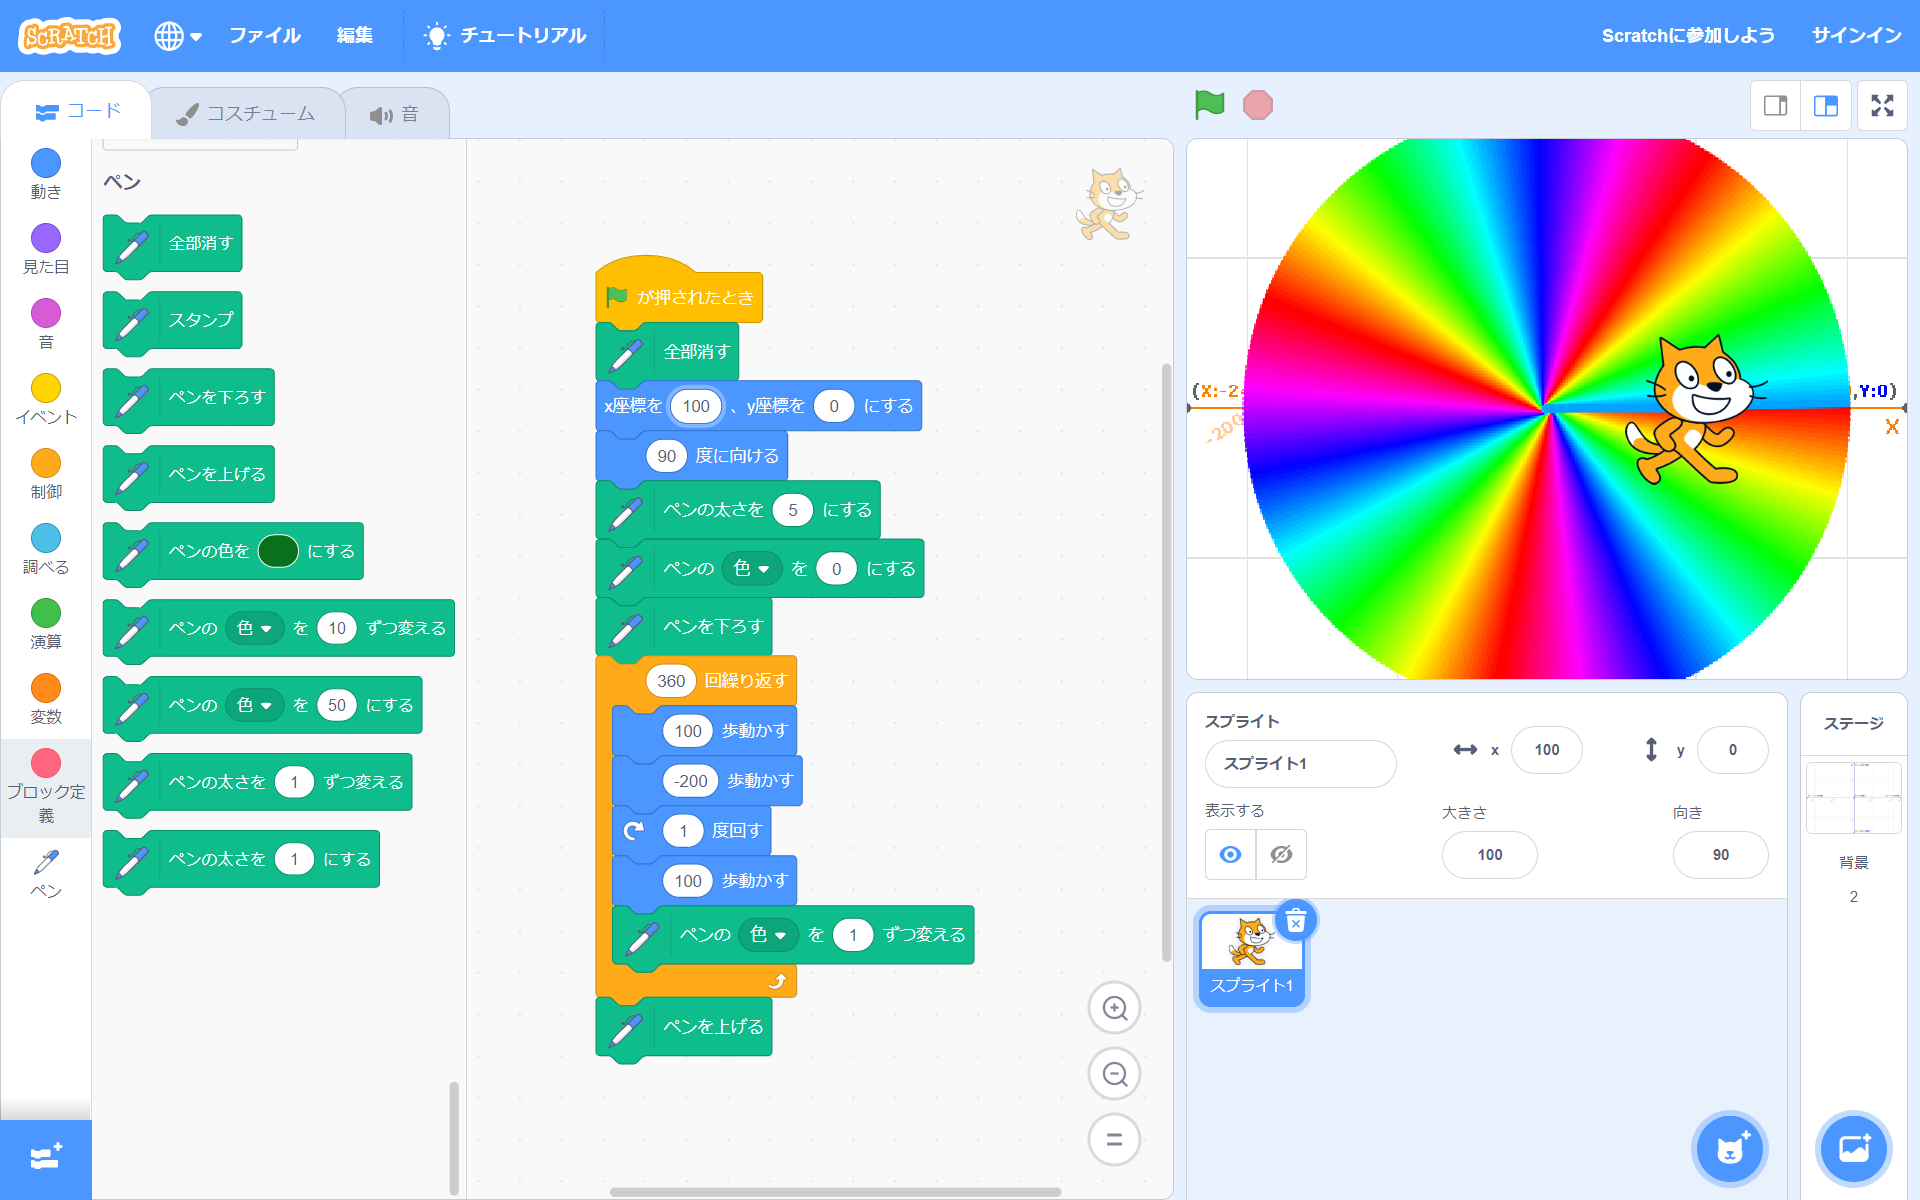 SCRATCH
ファイル
編集
チュートリアル
Scratchに参加しよう
サインイン
コード
コスチューム
音
動き
見た目
音
イベント
制御
調べる
演算
変数
ブロック定
義
ペン
ペン
全部消す
スタンプ
ペンを下ろす
ペンを上げる
ペンの色を にする
ペンの 色 を 10 ずつ変える
ペンの 色 を 50 にする
ペンの太さを 1 ずつ変える
ペンの太さを 1 にする
が押されたとき
全部消す
x座標を 100 、y座標を 0 にする
90 度に向ける
ペンの太さを 5 にする
ペンの 色 を 0 にする
ペンを下ろす
360 回繰り返す
100 歩動かす
-200 歩動かす
1 度回す
100 歩動かす
ペンの 色 を 1 ずつ変える
ペンを上げる
(X:-2
,Y:0)
-200
X
スプライト
スプライト1
x 100
y 0
表示する
大きさ
100
向き
90
スプライト1
ステージ
背景
2